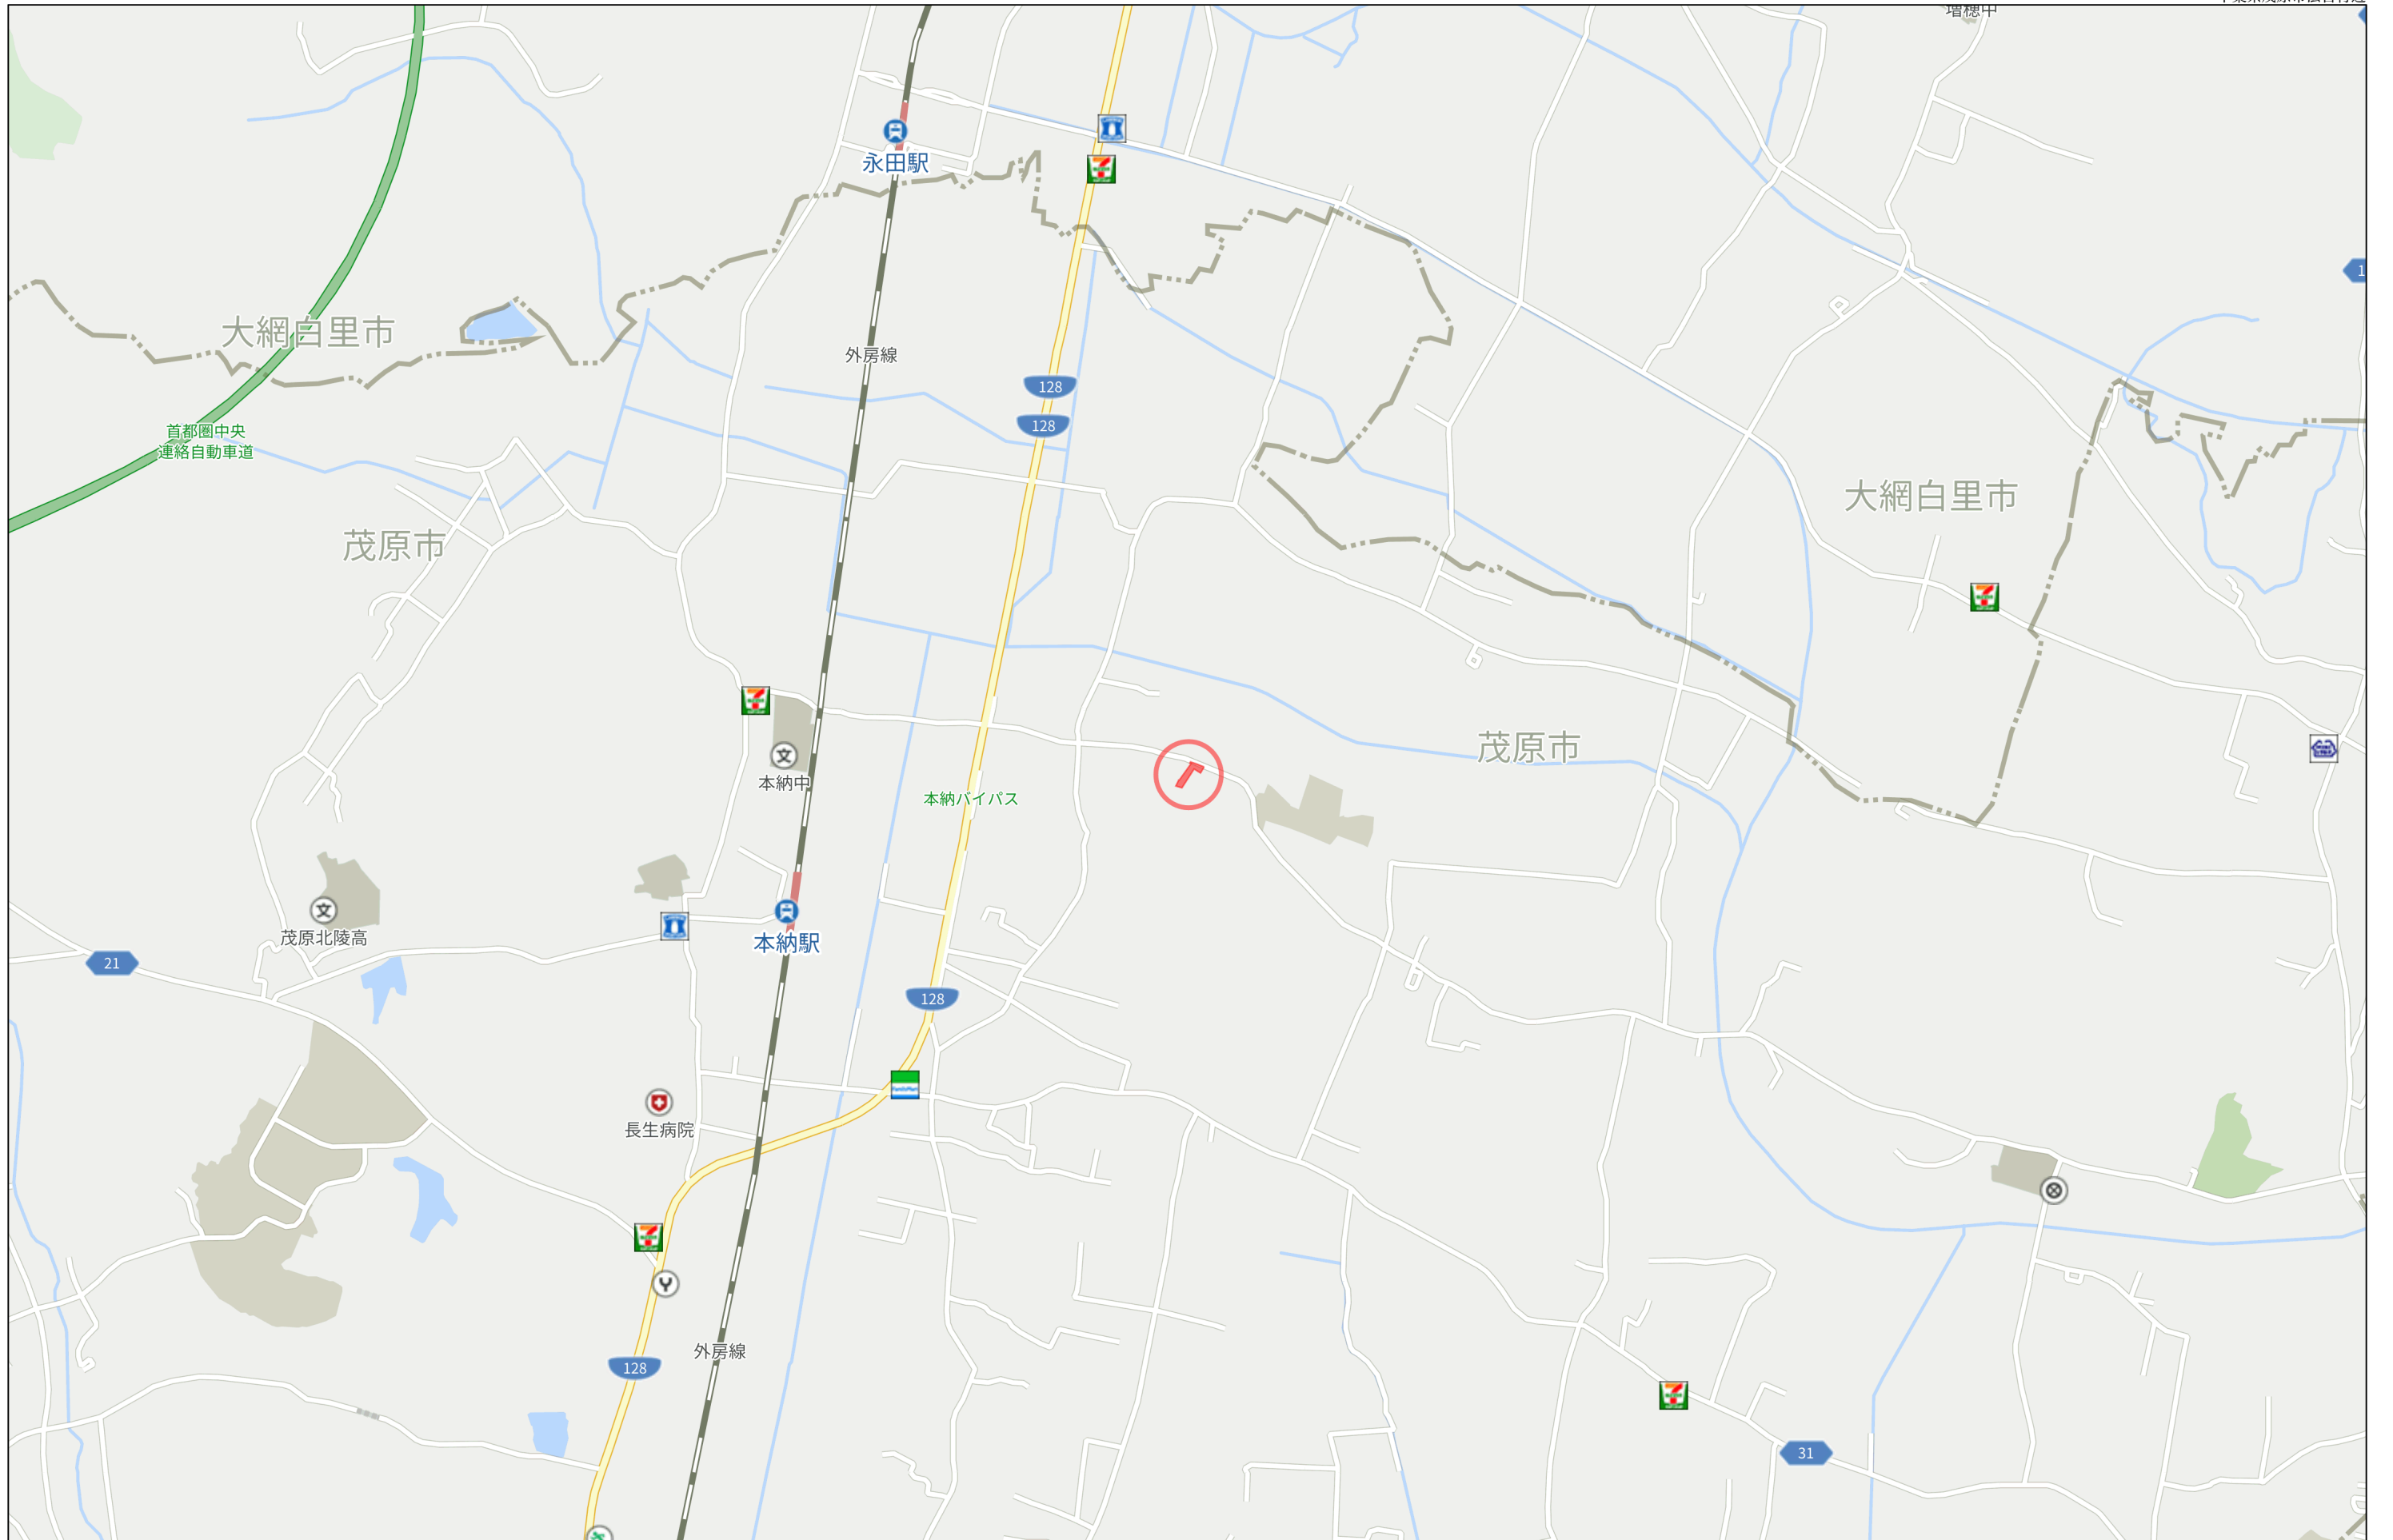 増穂中
永田駅
外房線
大網白里市
128
128
首都圏中央
連絡自動車道
大網白里市
茂原市
茂原市
本納中
本納バイパス
茂原北陵高
本納駅
21
128
長生病院
外房線
128
31